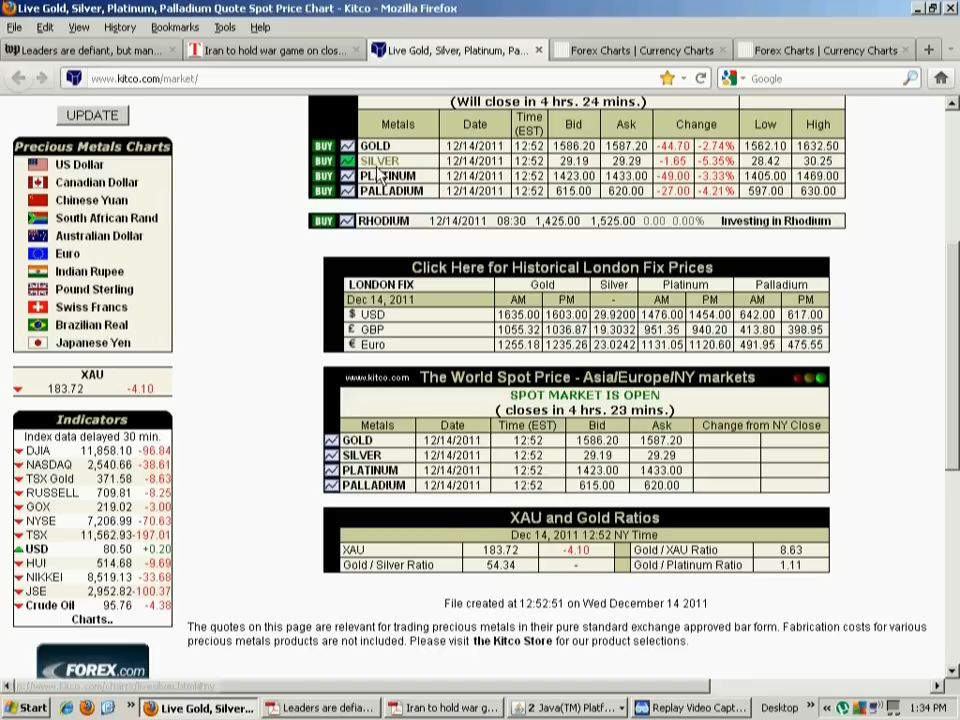 Live Gold, Silver, Platinum, Palladium Quote Spot Price Chart - Kitco - Mozilla Firefox
File Edit View History Bookmarks Tools Help
Leaders are defiant, but man... Iran to hold war game on clos... Live Gold, Silver, Platinum, Pa... Forex Charts | Currency Charts Forex Charts | Currency Charts
www.kitco.com/market/ Google
UPDATE
Precious Metals Charts
US Dollar
Canadian Dollar
Chinese Yuan
South African Rand
Australian Dollar
Euro
Indian Rupee
Pound Sterling
Swiss Francs
Brazilian Real
Japanese Yen
XAU
183.72 -4.10
Indicators
Index data delayed 30 min.
DJIA 11,858.10 -96.84
NASDAQ 2,540.66 -38.61
TSX Gold 371.58 -8.63
RUSSELL 709.81 -8.25
GOX 219.02 -3.00
NYSE 7,206.99 -70.63
TSX 11,562.93 -197.01
USD 80.50 +0.20
HUI 514.68 -9.69
NIKKEI 8,519.13 -33.68
JSE 2,952.82 -100.37
Crude Oil 95.76 -4.38
Charts..
FOREX.com
(Will close in 4 hrs. 24 mins.)
Metals Date Time (EST) Bid Ask Change Low High
BUY GOLD 12/14/2011 12:52 1586.20 1587.20 -44.70 -2.74% 1562.10 1632.50
BUY SILVER 12/14/2011 12:52 29.19 29.29 -1.65 -5.35% 28.42 30.25
BUY PLATINUM 12/14/2011 12:52 1423.00 1433.00 -49.00 -3.33% 1405.00 1469.00
BUY PALLADIUM 12/14/2011 12:52 615.00 620.00 -27.00 -4.21% 597.00 630.00
BUY RHODIUM 12/14/2011 08:30 1,425.00 1,525.00 0.00 0.00% Investing in Rhodium
Click Here for Historical London Fix Prices
LONDON FIX Gold Silver Platinum Palladium
Dec 14, 2011 AM PM - AM PM AM PM
$ USD 1635.00 1603.00 29.9200 1476.00 1454.00 642.00 617.00
£ GBP 1055.32 1036.87 19.3032 951.35 940.20 413.80 398.95
€ Euro 1255.18 1235.26 23.0242 1131.05 1120.60 491.95 475.55
www.kitco.com The World Spot Price - Asia/Europe/NY markets
SPOT MARKET IS OPEN
( closes in 4 hrs. 23 mins.)
Metals Date Time (EST) Bid Ask Change from NY Close
GOLD 12/14/2011 12:52 1586.20 1587.20
SILVER 12/14/2011 12:52 29.19 29.29
PLATINUM 12/14/2011 12:52 1423.00 1433.00
PALLADIUM 12/14/2011 12:52 615.00 620.00
XAU and Gold Ratios
Dec 14, 2011 12:52 NY Time
XAU 183.72 -4.10 Gold / XAU Ratio 8.63
Gold / Silver Ratio 54.34 - Gold / Platinum Ratio 1.11
File created at 12:52:51 on Wed December 14 2011
The quotes on this page are relevant for trading precious metals in their pure standard exchange approved bar form. Fabrication costs for various
precious metals products are not included. Please visit the Kitco Store for our product selections.
Start Live Gold, Silver... Leaders are defia... Iran to hold war g... 2 Java(TM) Platf... Replay Video Capt... Desktop 1:34 PM